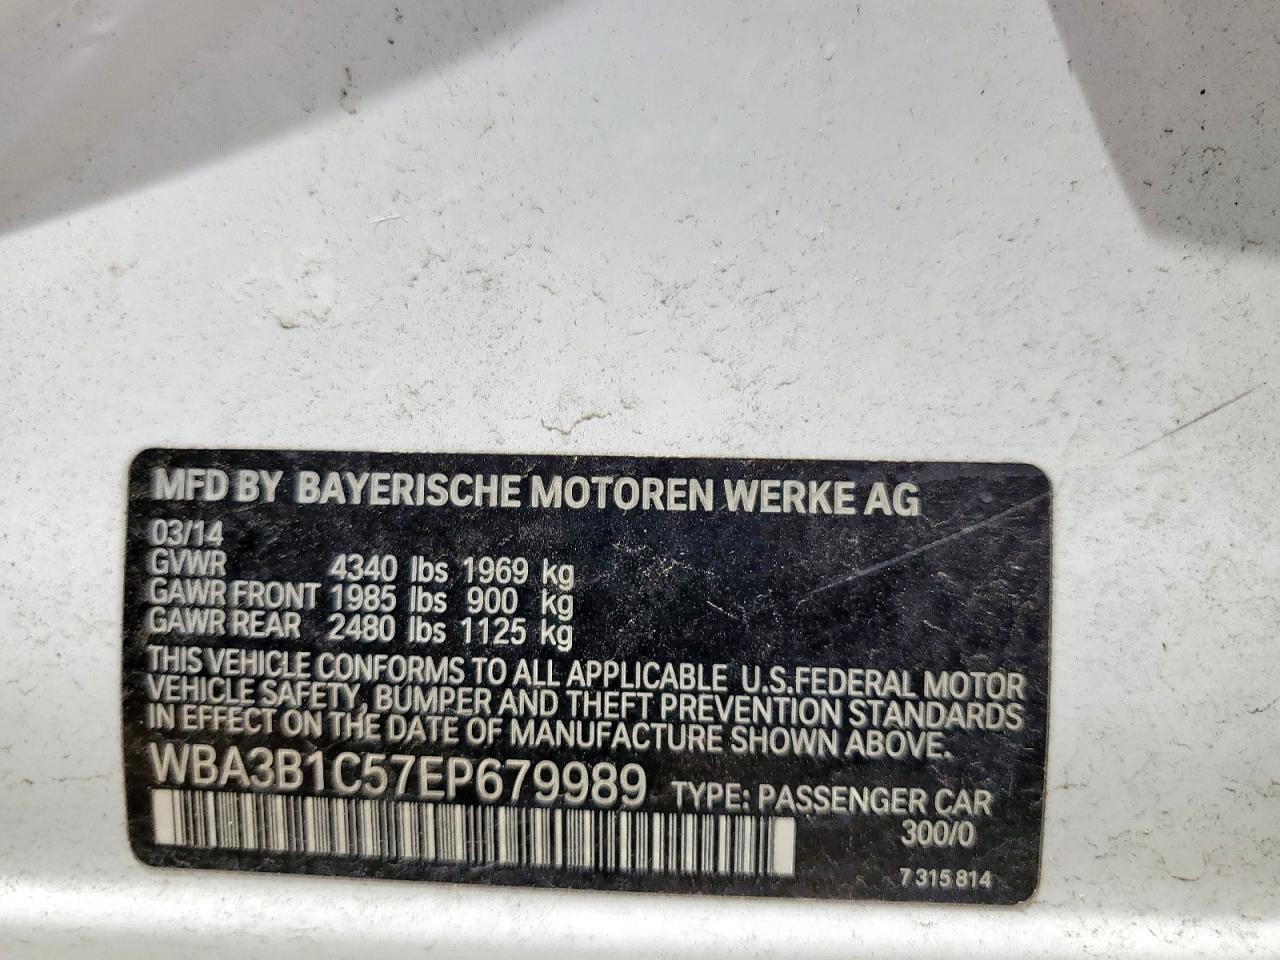 MFD BY BAYERISCHE MOTOREN WERKE AG
03/14
GVWR 4340 lbs 1969 kg
GAWR FRONT 1985 lbs 900 kg
GAWR REAR 2480 lbs 1125 kg
THIS VEHICLE CONFORMS TO ALL APPLICABLE U.S.FEDERAL MOTOR
VEHICLE SAFETY, BUMPER AND THEFT PREVENTION STANDARDS
IN EFFECT ON THE DATE OF MANUFACTURE SHOWN ABOVE.
WBA3B1C57EP679989 TYPE: PASSENGER CAR
300/0
7 315 814